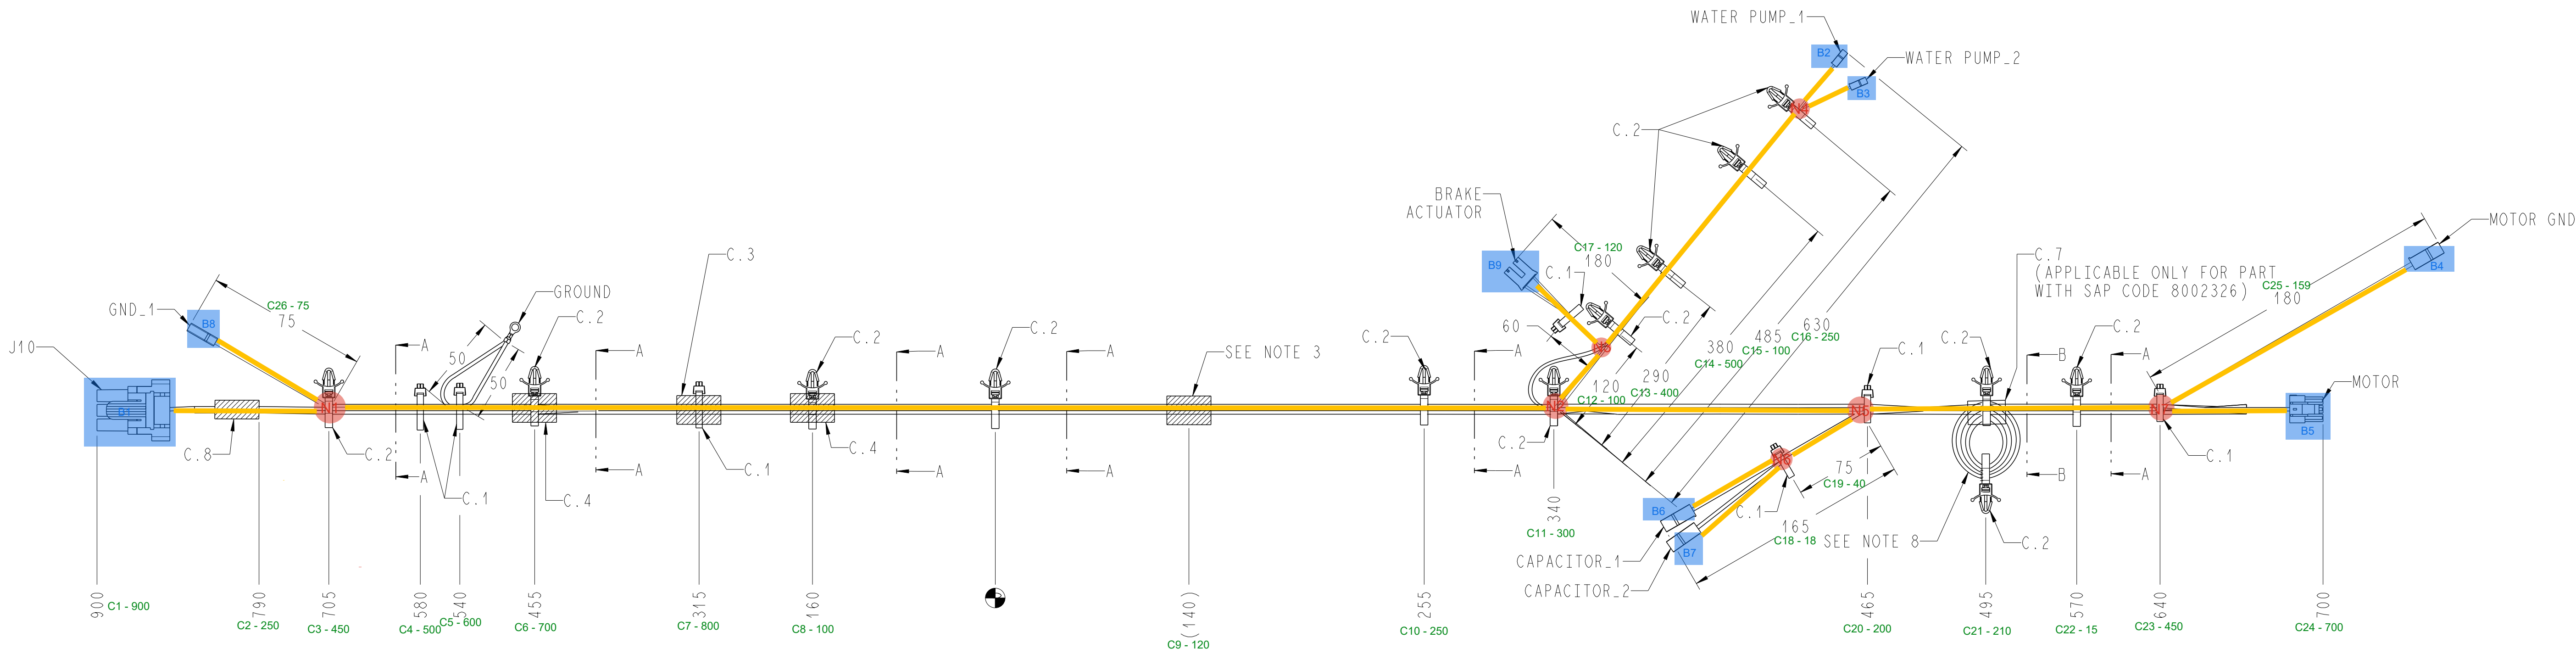 WATER PUMP_1
B2
WATER PUMP_2
B3
C.2
BRAKE
ACTUATOR
B9
C.1
C17 - 120
180
MOTOR GND
B4
C.7
(APPLICABLE ONLY FOR PART
WITH SAP CODE 8002326)
C25 - 159
180
GND_1
B8
C26 - 75
75
J10
GROUND
C.2
50
50
C.3
C.2
C.2
SEE NOTE 3
C.2
60
C.2
630
C16 - 250
485
C15 - 100
380
C14 - 500
290
C13 - 400
120
C12 - 100
C.1
C.2
C.2
MOTOR
B5
A
A
A
A
A
B
A
N1
N5
C.8
C.2
C.1
C.4
C.1
C.4
C.2
C.1
A
A
A
A
A
B
A
75
C19 - 40
B6
C.1
165
C18 - 18
SEE NOTE 8
C.2
B7
CAPACITOR_1
CAPACITOR_2
900
C1 - 900
790
C2 - 250
705
C3 - 450
580
C4 - 500
540
C5 - 600
455
C6 - 700
315
C7 - 800
160
C8 - 100
(140)
C9 - 120
255
C10 - 250
340
C11 - 300
465
C20 - 200
495
C21 - 210
570
C22 - 15
640
C23 - 450
700
C24 - 700